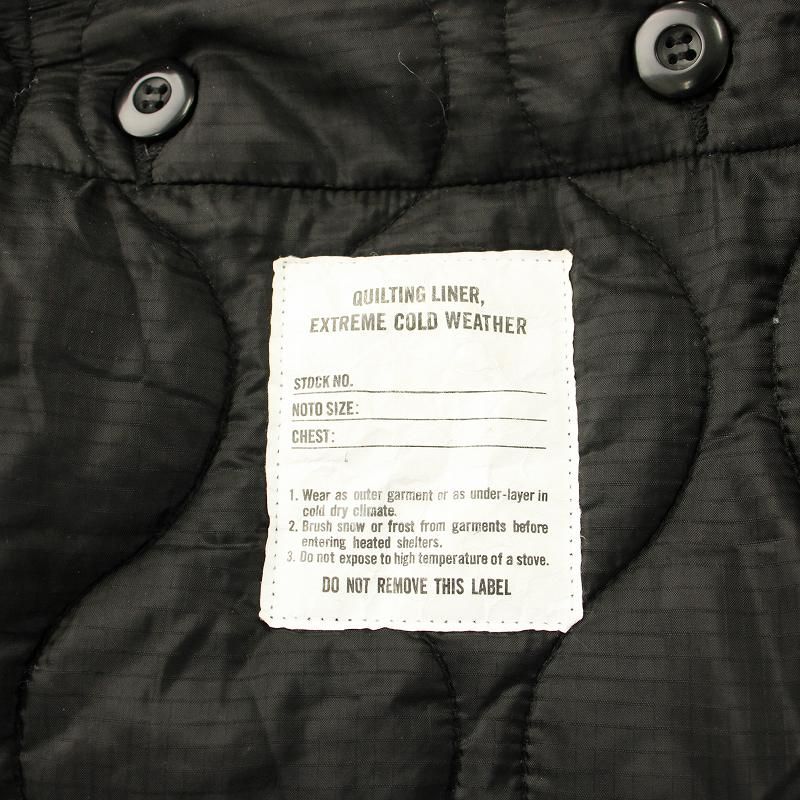 QUILTING LINER,
EXTREME COLD WEATHER
STOCK NO.
NOTO SIZE:
CHEST:
1. Wear as outer garment or as under-layer in
cold dry climate.
2. Brush snow or frost from garments before
entering heated shelters.
3. Do not expose to high temperature of a stove.
DO NOT REMOVE THIS LABEL